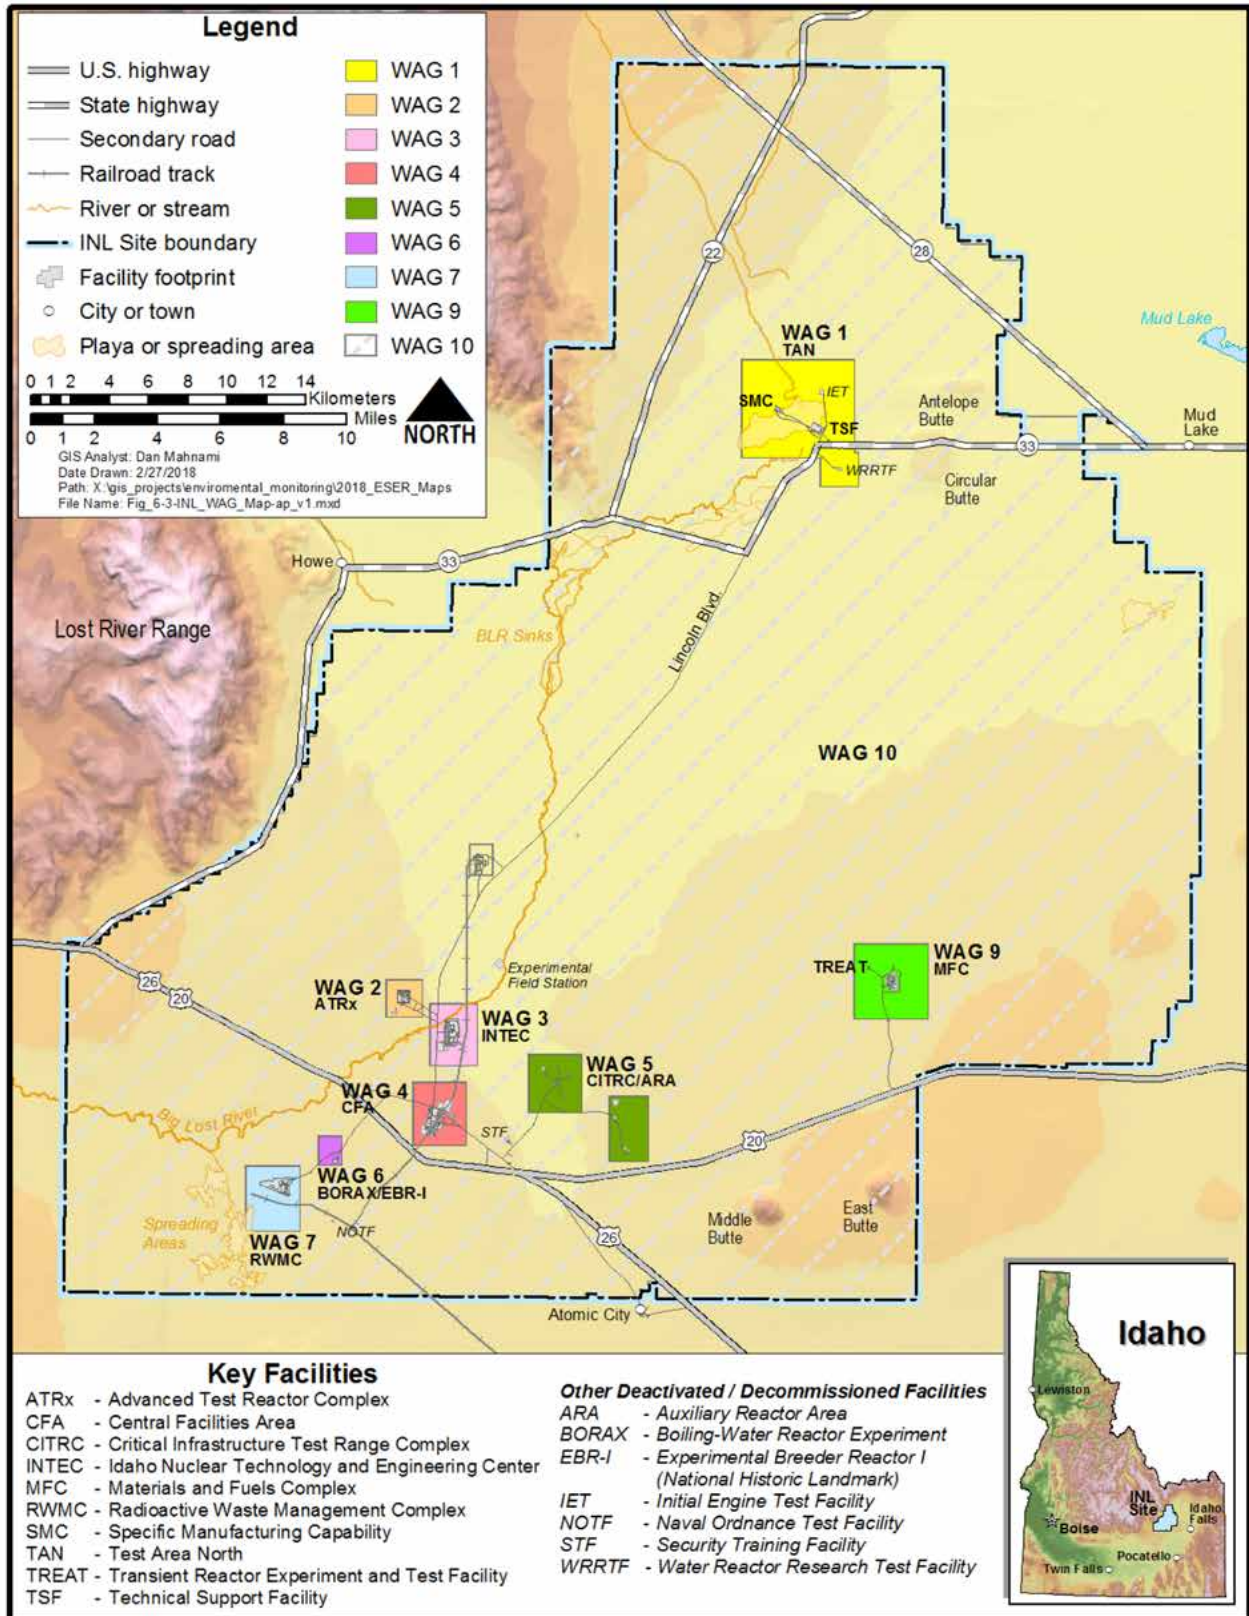 Legend
U.S. highway
State highway
Secondary road
Railroad track
River or stream
INL Site boundary
Facility footprint
City or town
Playa or spreading area
WAG 1
WAG 2
WAG 3
WAG 4
WAG 5
WAG 6
WAG 7
WAG 9
WAG 10
0 1 2 4 6 8 10 12 14
Kilometers
Miles
0 1 2 4 6 8 10
NORTH
GIS Analyst: Dan Mahnami
Date Drawn: 2/27/2018
Path: X:\gis_projects\enviromental_monitoring\2018_ESER_Maps
File Name: Fig_6-3-INL_WAG_Map-ap_v1.mxd
22
28
Mud Lake
WAG 1
TAN
SMC
IET
TSF
WRRTF
Antelope
Butte
Mud
Lake
33
Circular
Butte
Howe
33
Lost River Range
BLR Sinks
Lincoln Blvd.
WAG 10
26
20
Experimental
Field Station
WAG 2
ATRx
WAG 3
INTEC
TREAT
WAG 9
MFC
WAG 5
CITRC/ARA
WAG 4
CFA
Big Lost River
STF
20
WAG 6
BORAX/EBR-I
Spreading
Areas
NOTF
WAG 7
RWMC
26
Middle
Butte
East
Butte
Atomic City
Key Facilities
ATRx - Advanced Test Reactor Complex
CFA - Central Facilities Area
CITRC - Critical Infrastructure Test Range Complex
INTEC - Idaho Nuclear Technology and Engineering Center
MFC - Materials and Fuels Complex
RWMC - Radioactive Waste Management Complex
SMC - Specific Manufacturing Capability
TAN - Test Area North
TREAT - Transient Reactor Experiment and Test Facility
TSF - Technical Support Facility
Other Deactivated / Decommissioned Facilities
ARA - Auxiliary Reactor Area
BORAX - Boiling-Water Reactor Experiment
EBR-I - Experimental Breeder Reactor I
(National Historic Landmark)
IET - Initial Engine Test Facility
NOTF - Naval Ordnance Test Facility
STF - Security Training Facility
WRRTF - Water Reactor Research Test Facility
Idaho
Lewiston
INL
Site
Idaho
Falls
Boise
Pocatello
Twin Falls